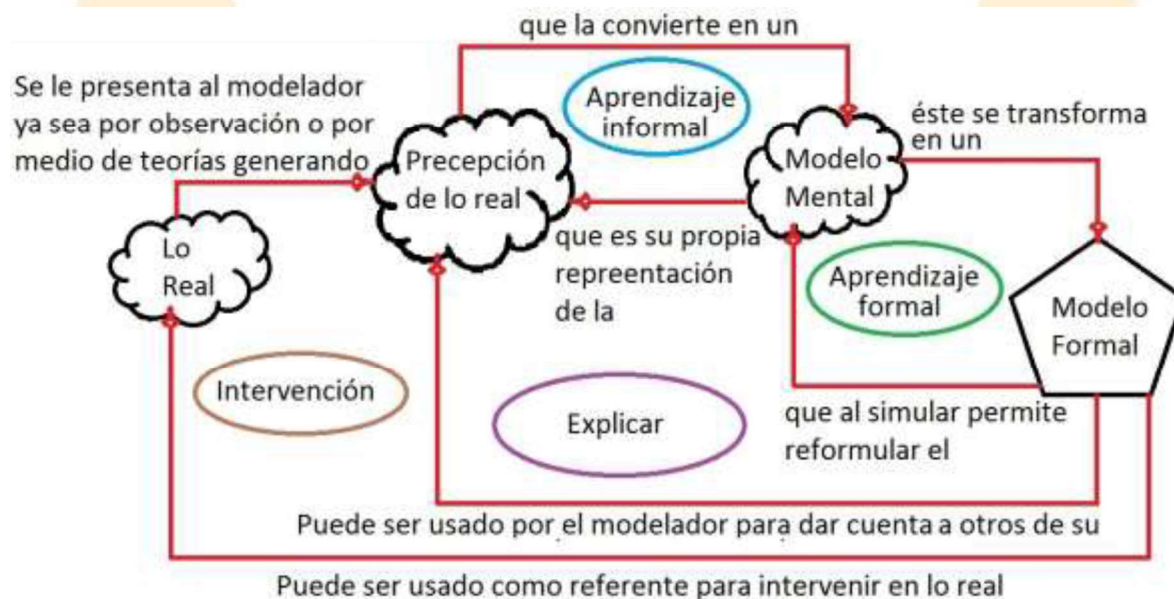 que la convierte en un
Se le presenta al modelador
ya sea por observación o por
medio de teorías generando
Aprendizaje
informal
Precepción
de lo real
Modelo
Mental
éste se transforma
en un
Lo
Real
que es su propia
repreentación
de la
Aprendizaje
formal
Modelo
Formal
Intervención
Explicar
que al simular permite
reformular el
Puede ser usado por el modelador para dar cuenta a otros de su
Puede ser usado como referente para intervenir en lo real